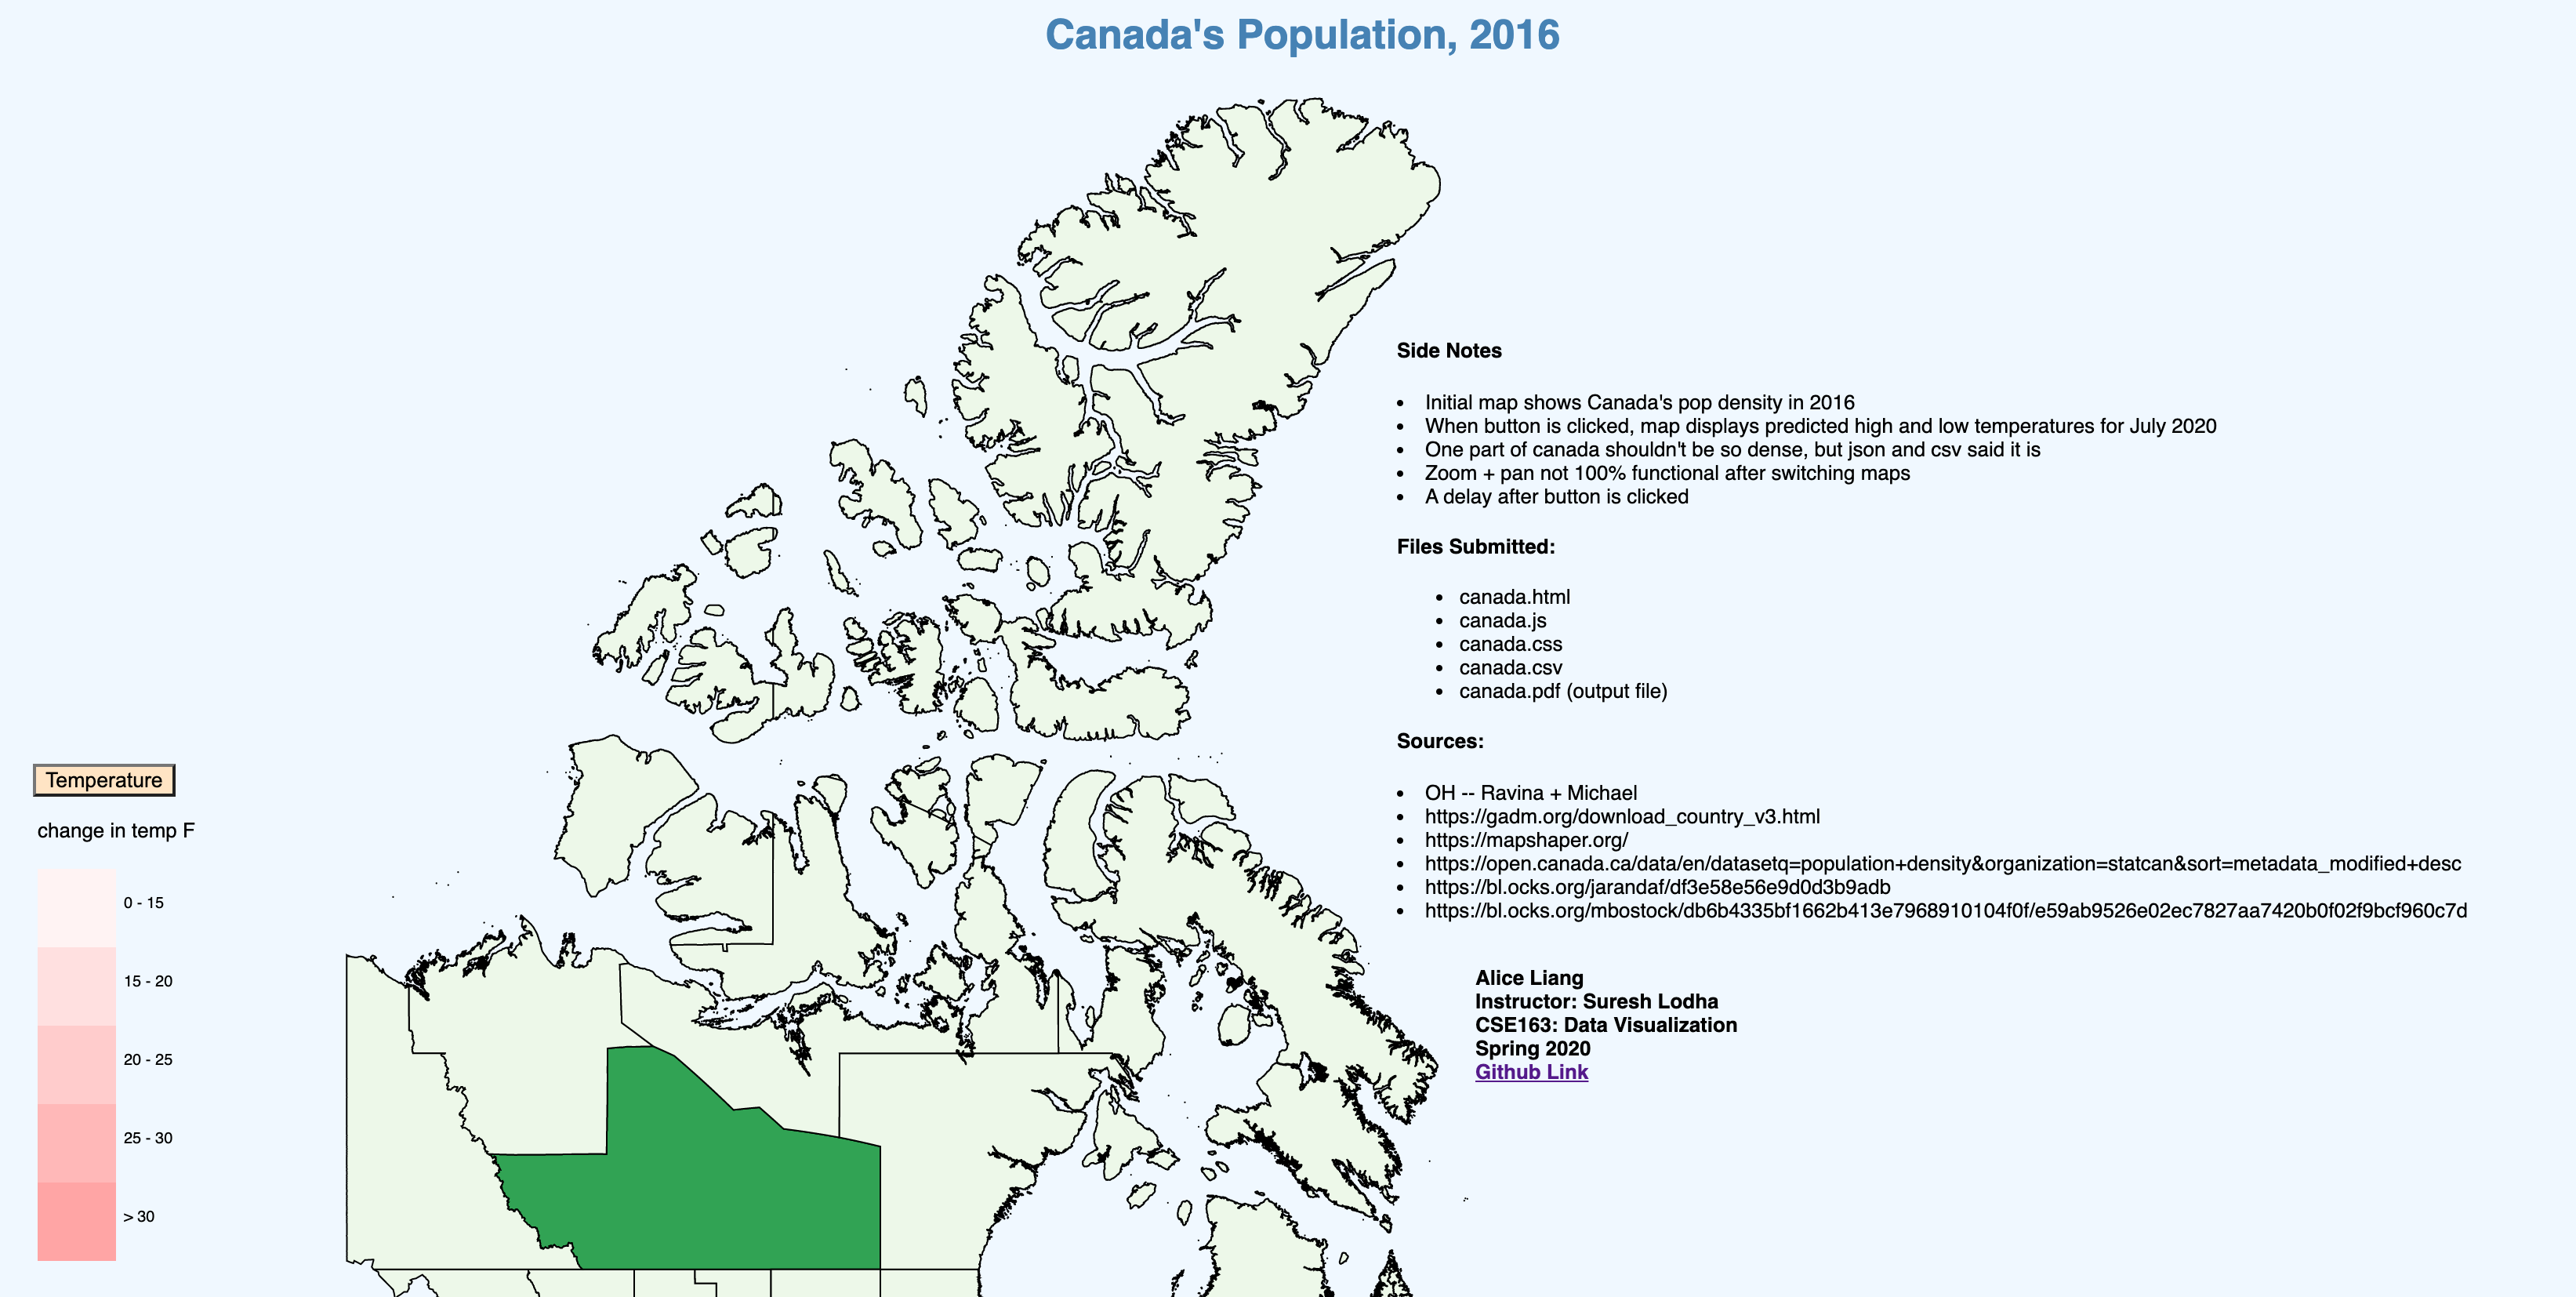 Canada's Population, 2016
Side Notes
Initial map shows Canada's pop density in 2016
When button is clicked, map displays predicted high and low temperatures for July 2020
One part of canada shouldn't be so dense, but json and csv said it is
Zoom + pan not 100% functional after switching maps
A delay after button is clicked
Files Submitted:
canada.html
canada.js
canada.css
canada.csv
canada.pdf (output file)
Sources:
OH -- Ravina + Michael
https://gadm.org/download_country_v3.html
https://mapshaper.org/
https://open.canada.ca/data/en/datasetq=population+density&organization=statcan&sort=metadata_modified+desc
https://bl.ocks.org/jarandaf/df3e58e56e9d0d3b9adb
https://bl.ocks.org/mbostock/db6b4335bf1662b413e7968910104f0f/e59ab9526e02ec7827aa7420b0f02f9bcf960c7d
Alice Liang
Instructor: Suresh Lodha
CSE163: Data Visualization
Spring 2020
Github Link
Temperature
change in temp F
0 - 15
15 - 20
20 - 25
25 - 30
> 30